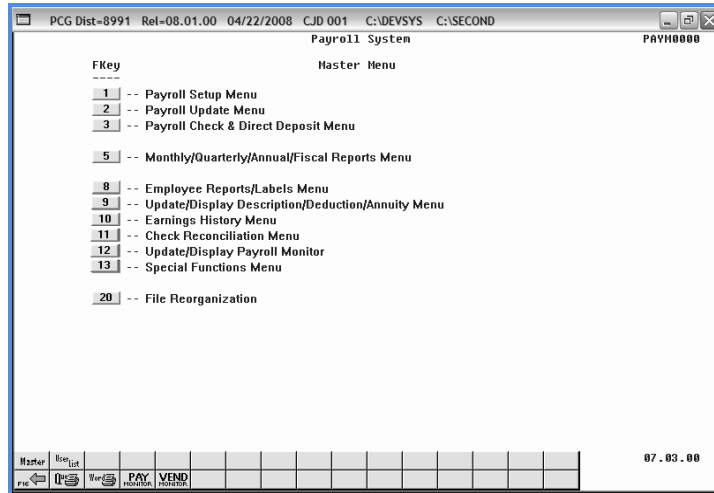 PCG Dist=8991 Rel=08.01.00 04/22/2008 CJD 001 C:\DEVSYS C:\SECOND
Payroll System PAYM0000
FKey Master Menu
----
1 -- Payroll Setup Menu
2 -- Payroll Update Menu
3 -- Payroll Check & Direct Deposit Menu
5 -- Monthly/Quarterly/Annual/Fiscal Reports Menu
8 -- Employee Reports/Labels Menu
9 -- Update/Display Description/Deduction/Annuity Menu
10 -- Earnings History Menu
11 -- Check Reconciliation Menu
12 -- Update/Display Payroll Monitor
13 -- Special Functions Menu
20 -- File Reorganization
Master User List 07.03.00
F16 Que Wor PAY MONITOR VEND MONITOR